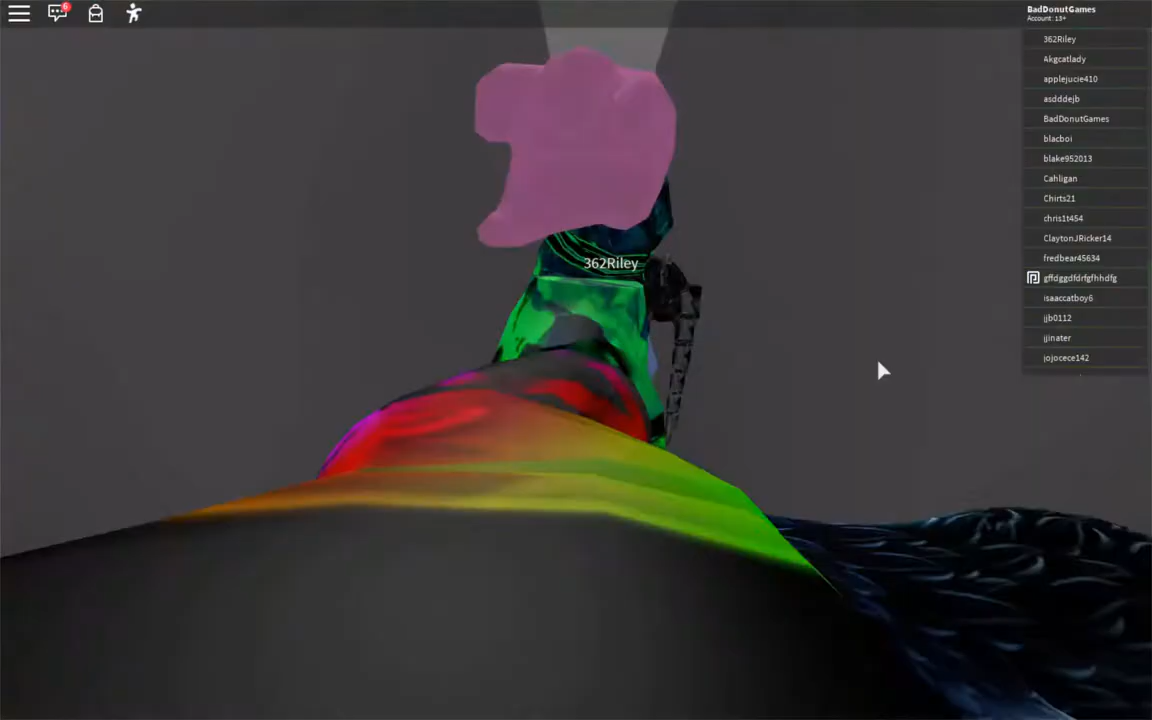 6
BadDonutGames
Account: 13+
362Riley
Akgcatlady
applejucie410
asdddejb
BadDonutGames
blacboi
blake952013
Cahligan
Chirts21
chris1t454
ClaytonJRicker14
fredbear45634
gffdggdfdrfgfhhdfg
isaaccatboy6
jjb0112
jjinater
jojocece142
362Riley